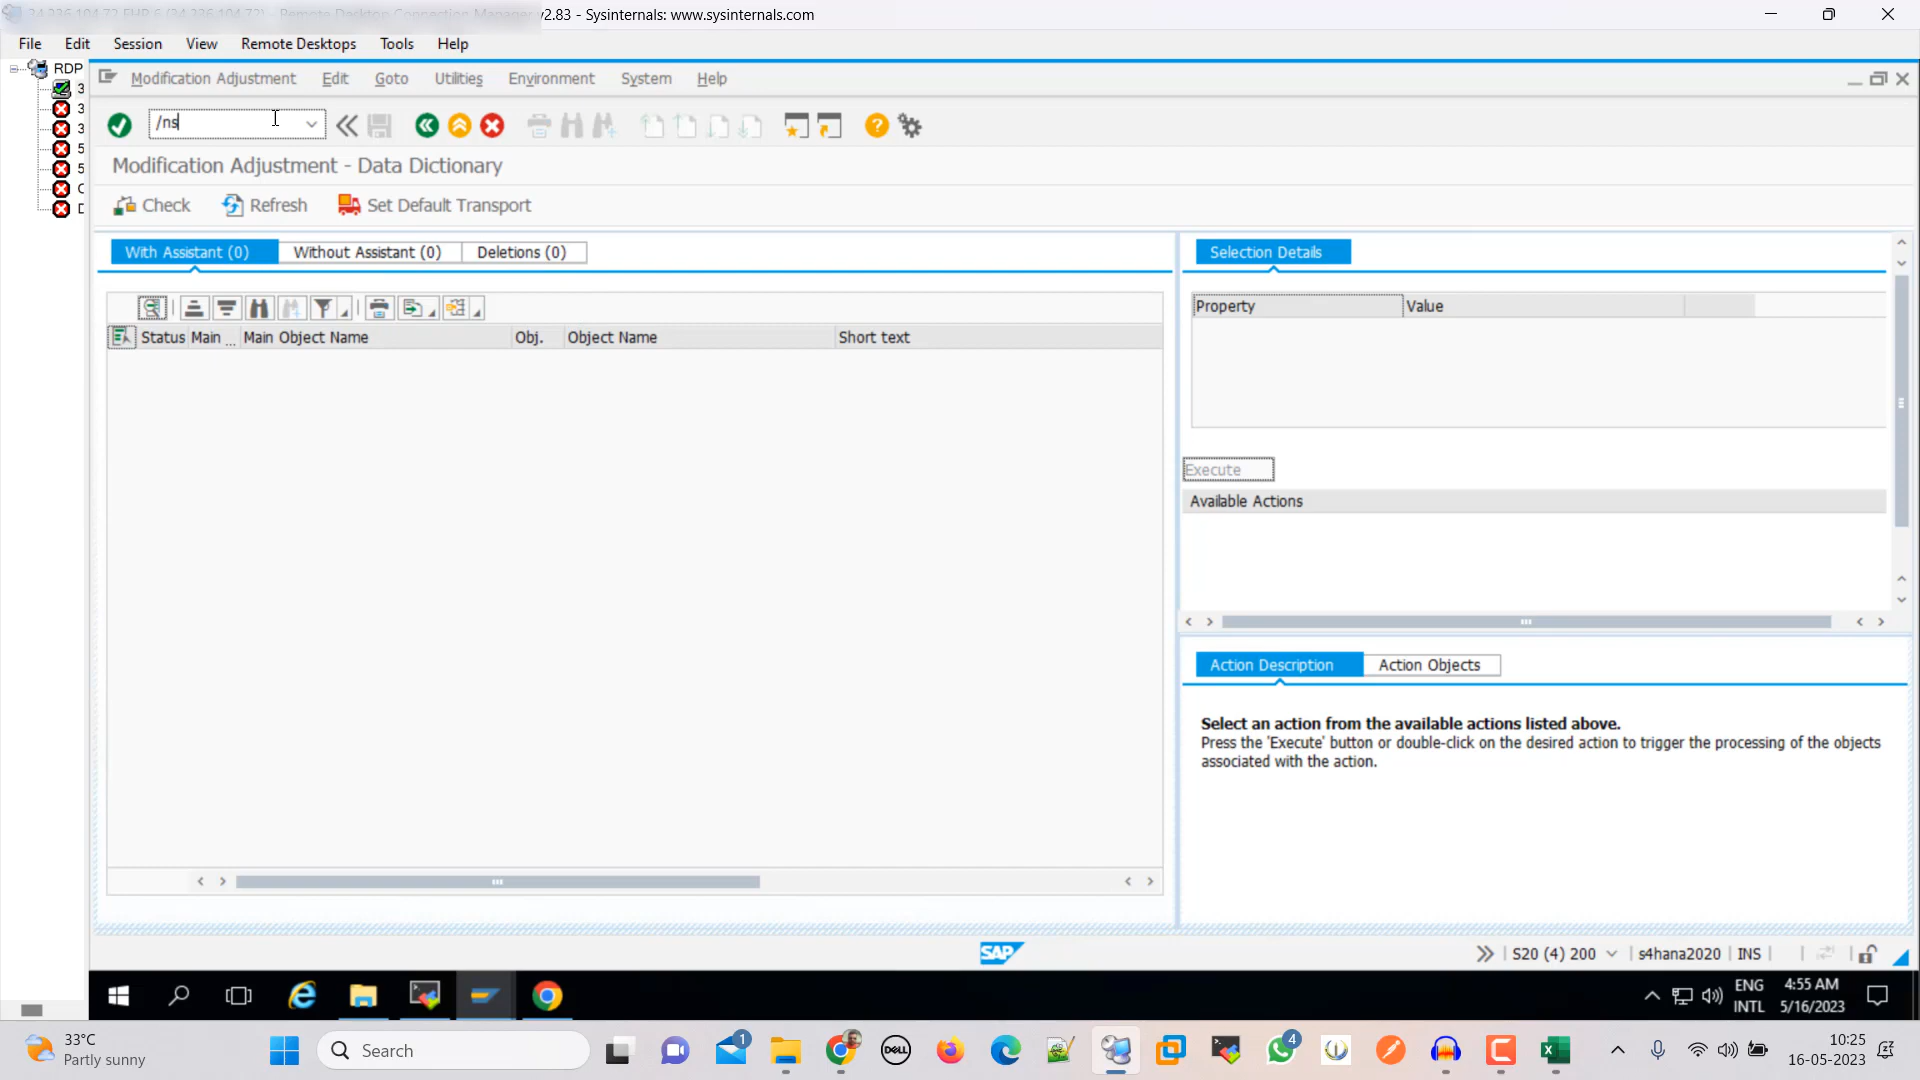 v2.83 - Sysinternals: www.sysinternals.com
File Edit Session View Remote Desktops Tools Help
RDP
Modification Adjustment Edit Goto Utilities Environment System Help
/ns
Modification Adjustment - Data Dictionary
Check Refresh Set Default Transport
With Assistant (0) Without Assistant (0) Deletions (0)
Selection Details
Property Value
Status Main ... Main Object Name Obj. Object Name Short text
Execute
Available Actions
Action Description Action Objects
Select an action from the available actions listed above.
Press the 'Execute' button or double-click on the desired action to trigger the processing of the objects
associated with the action.
SAP
S20 (4) 200 s4hana2020 INS
ENG 4:55 AM
INTL 5/16/2023
33°C
Partly sunny
Search
1
DELL
4
10:25
16-05-2023